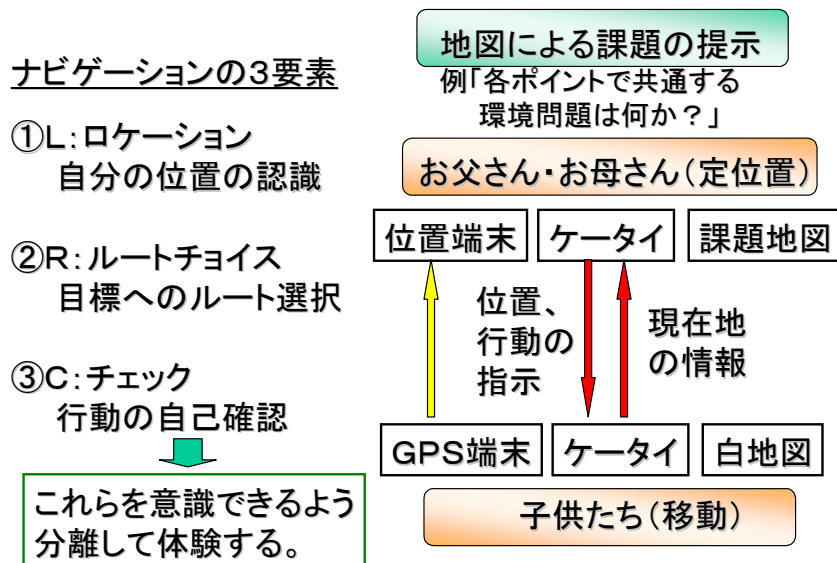 ナビゲーションの3要素
①L:ロケーション
自分の位置の認識
②R:ルートチョイス
目標へのルート選択
③C:チェック
行動の自己確認
これらを意識できるよう
分離して体験する。
地図による課題の提示
例「各ポイントで共通する
環境問題は何か?」
お父さん・お母さん(定位置)
位置端末
ケータイ
課題地図
位置、
行動の
指示
現在地
の情報
GPS端末
ケータイ
白地図
子供たち(移動)